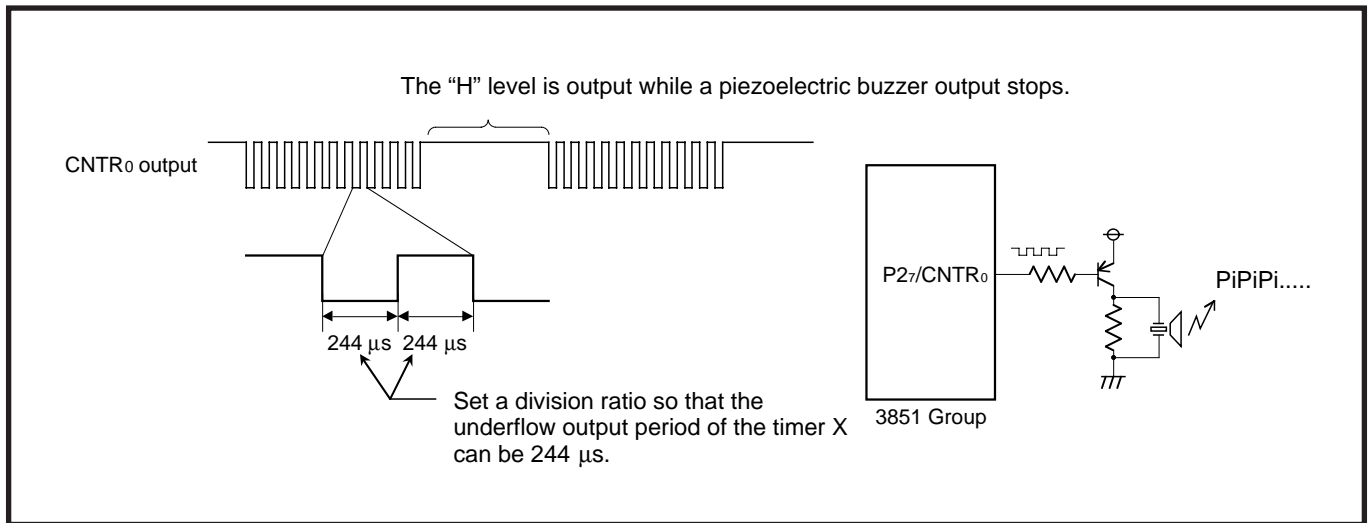 The “H” level is output while a piezoelectric buzzer output stops.
CNTR0 output
P27/CNTR0
PiPiPi.....
244 μs 244 μs
Set a division ratio so that the
underflow output period of the timer X
can be 244 μs.
3851 Group